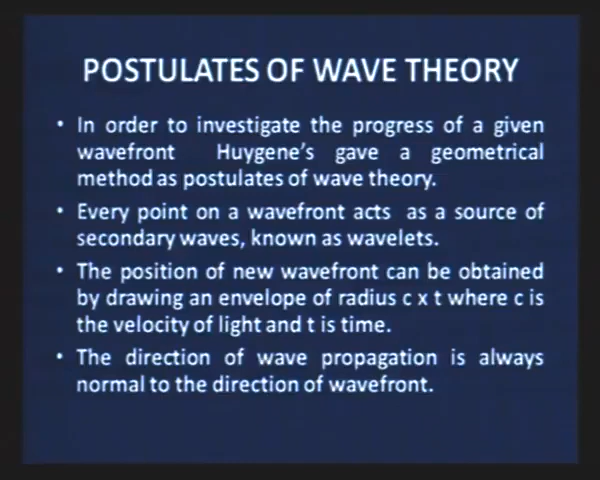 POSTULATES OF WAVE THEORY
• In order to investigate the progress of a given
wavefront Huygene's gave a geometrical
method as postulates of wave theory.
• Every point on a wavefront acts as a source of
secondary waves, known as wavelets.
• The position of new wavefront can be obtained
by drawing an envelope of radius c x t where c is
the velocity of light and t is time.
• The direction of wave propagation is always
normal to the direction of wavefront.